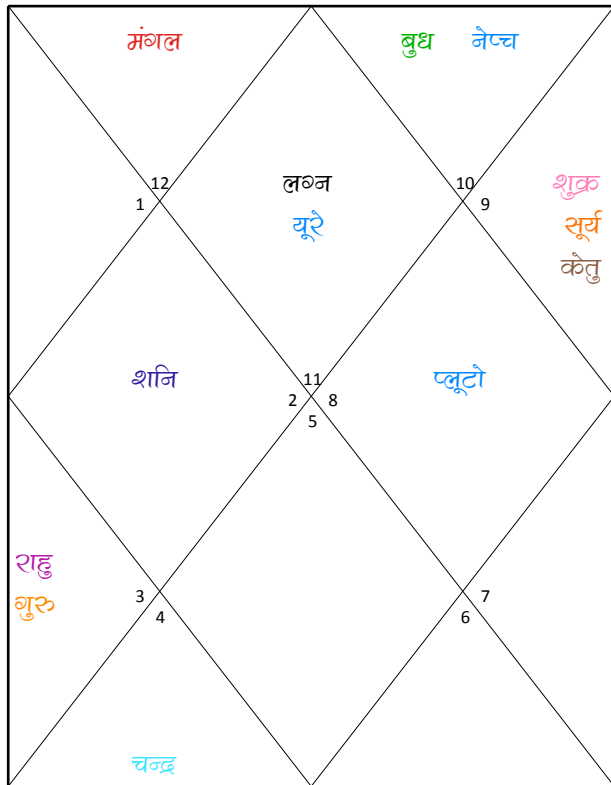 मंगल
बुध नेप्च
12
लग्न
10
शुक्र
1
9
यूरे
सूर्य
केतु
शनि
11
प्लूटो
2 8
5
राहु
3
7
गुरु
4
6
चन्द्र